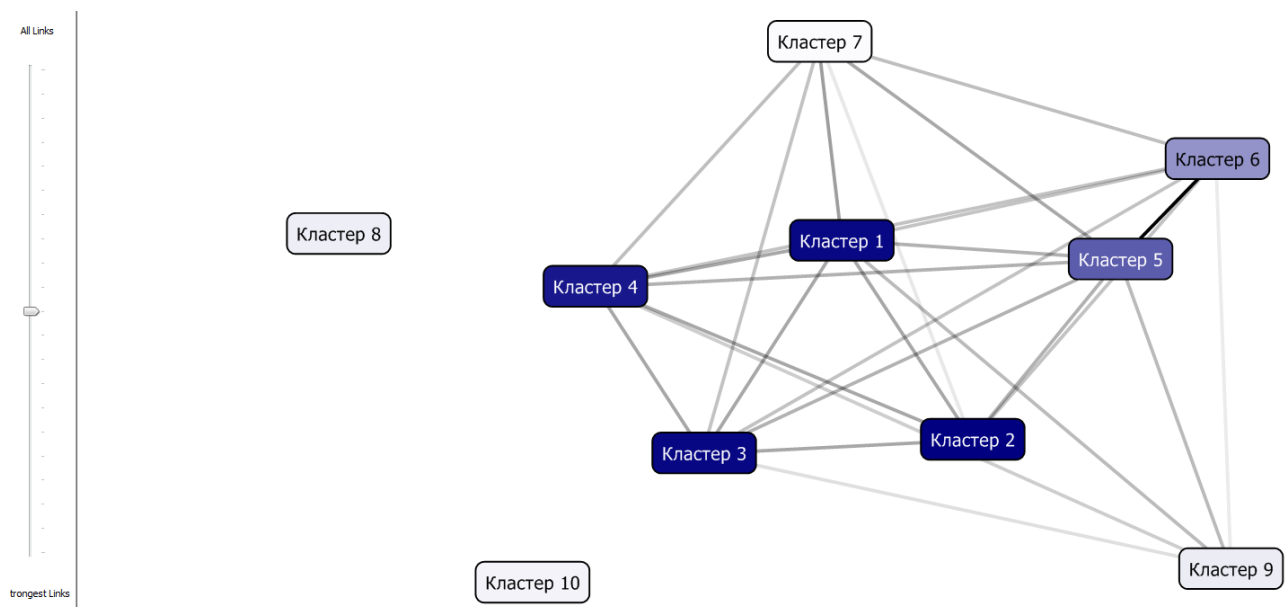 All Links
Кластер 7
Кластер 6
Кластер 8
Кластер 1
Кластер 5
Кластер 4
Кластер 2
Кластер 3
Кластер 9
Кластер 10
trongest Links